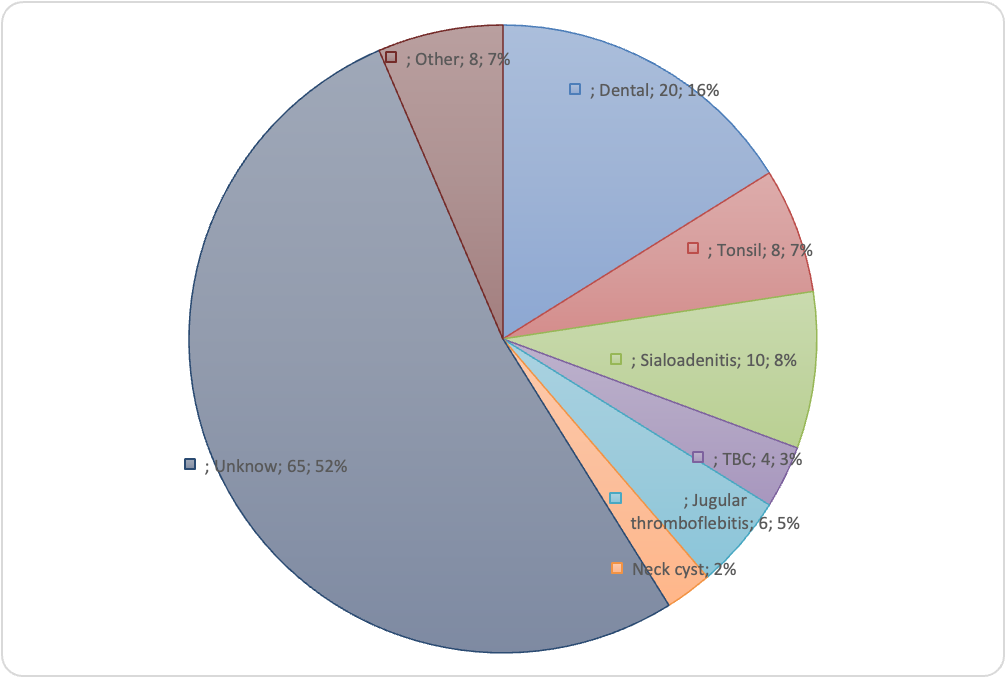 ; Other; 8; 7%
; Dental; 20; 16%
; Tonsil; 8; 7%
; Sialoadenitis; 10; 8%
; TBC; 4; 3%
; Unknow; 65; 52%
; Jugular
thromboflebitis; 6; 5%
Neck cyst; 2%